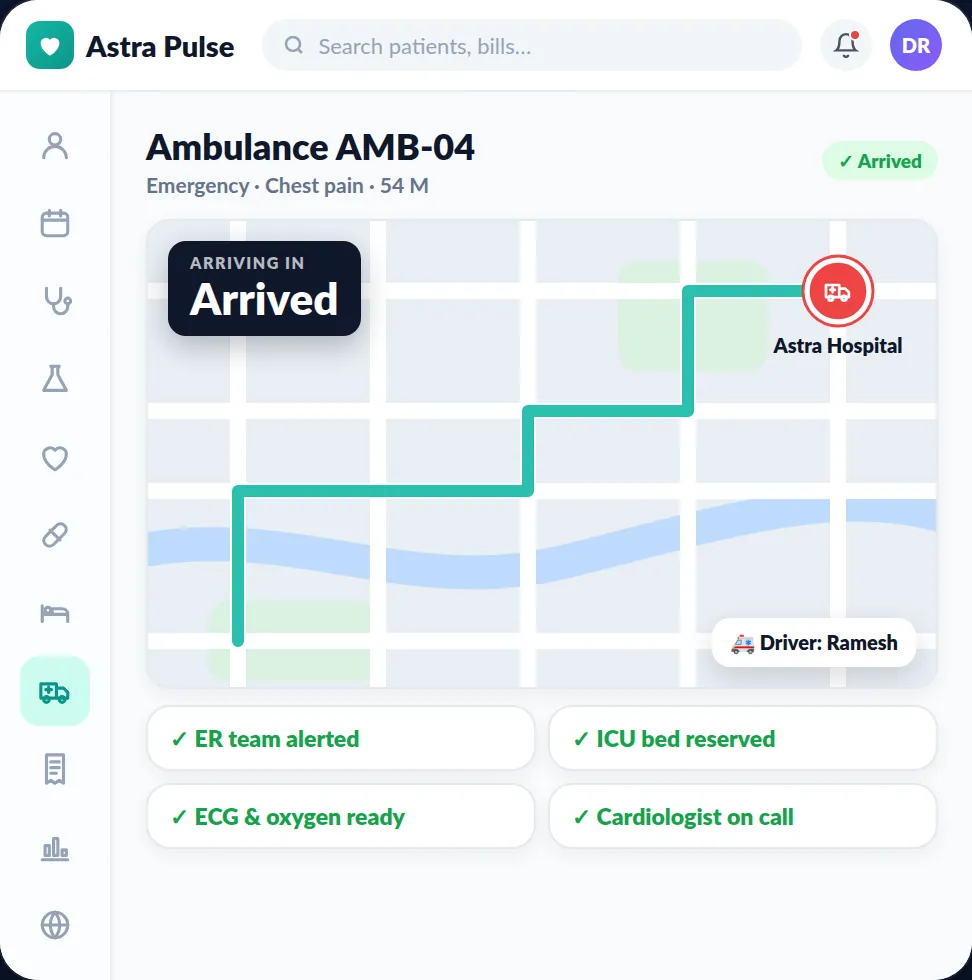 Astra Pulse
Search patients, bills...
DR
Ambulance AMB-04
Emergency · Chest pain · 54 M
✓ Arrived
ARRIVING IN
Arrived
Astra Hospital
🚑 Driver: Ramesh
✓ ER team alerted
✓ ICU bed reserved
✓ ECG & oxygen ready
✓ Cardiologist on call